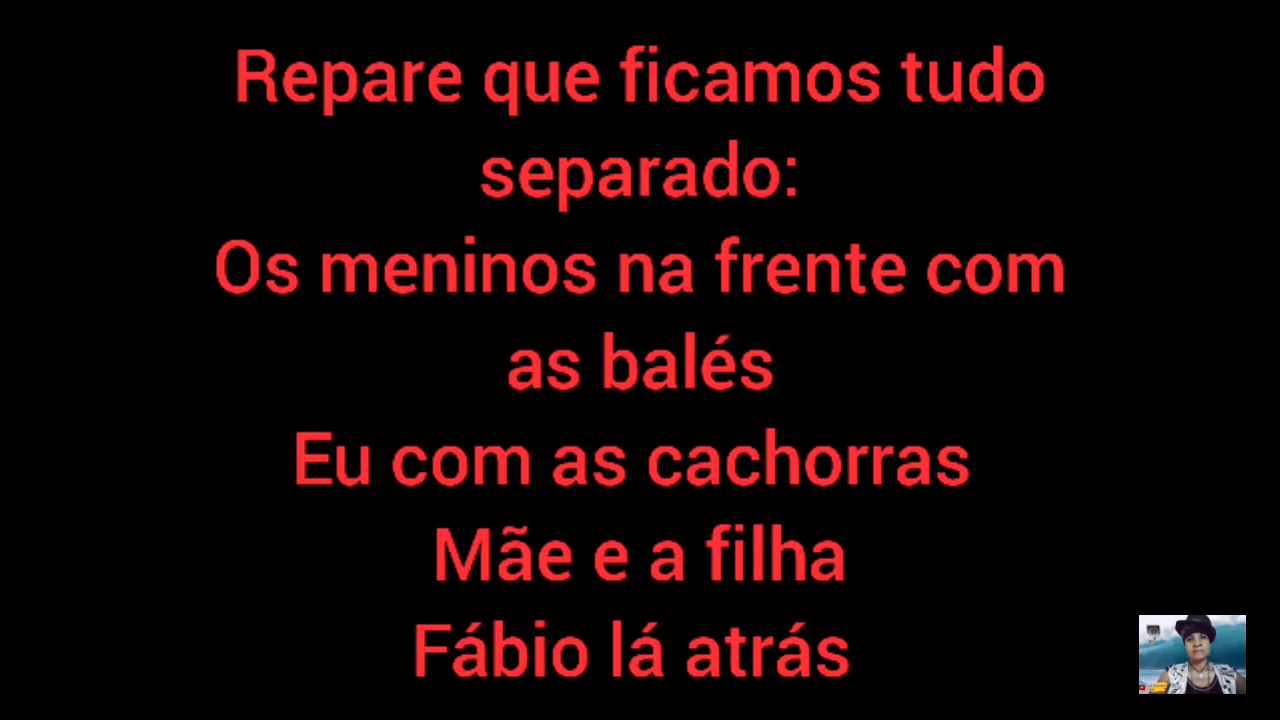 Repare que ficamos tudo
separado:
Os meninos na frente com
as balés
Eu com as cachorras
Mãe e a filha
Fábio lá atrás